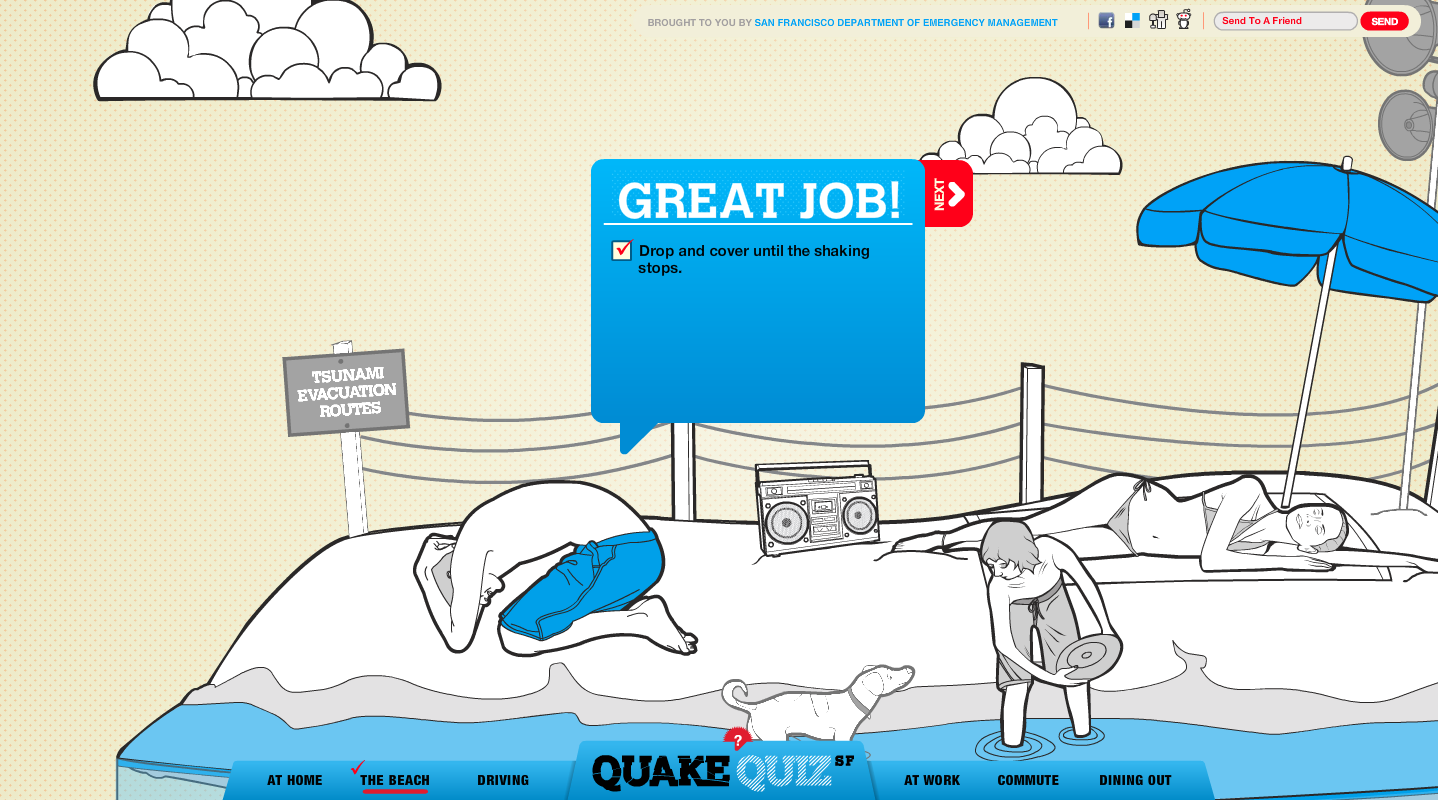 BROUGHT TO YOU BY SAN FRANCISCO DEPARTMENT OF EMERGENCY MANAGEMENT
Send To A Friend
SEND
GREAT JOB!
NEXT
Drop and cover until the shaking
stops.
TSUNAMI
EVACUATION
ROUTES
?
AT HOME
THE BEACH
DRIVING
QUAKE QUIZ SF
AT WORK
COMMUTE
DINING OUT